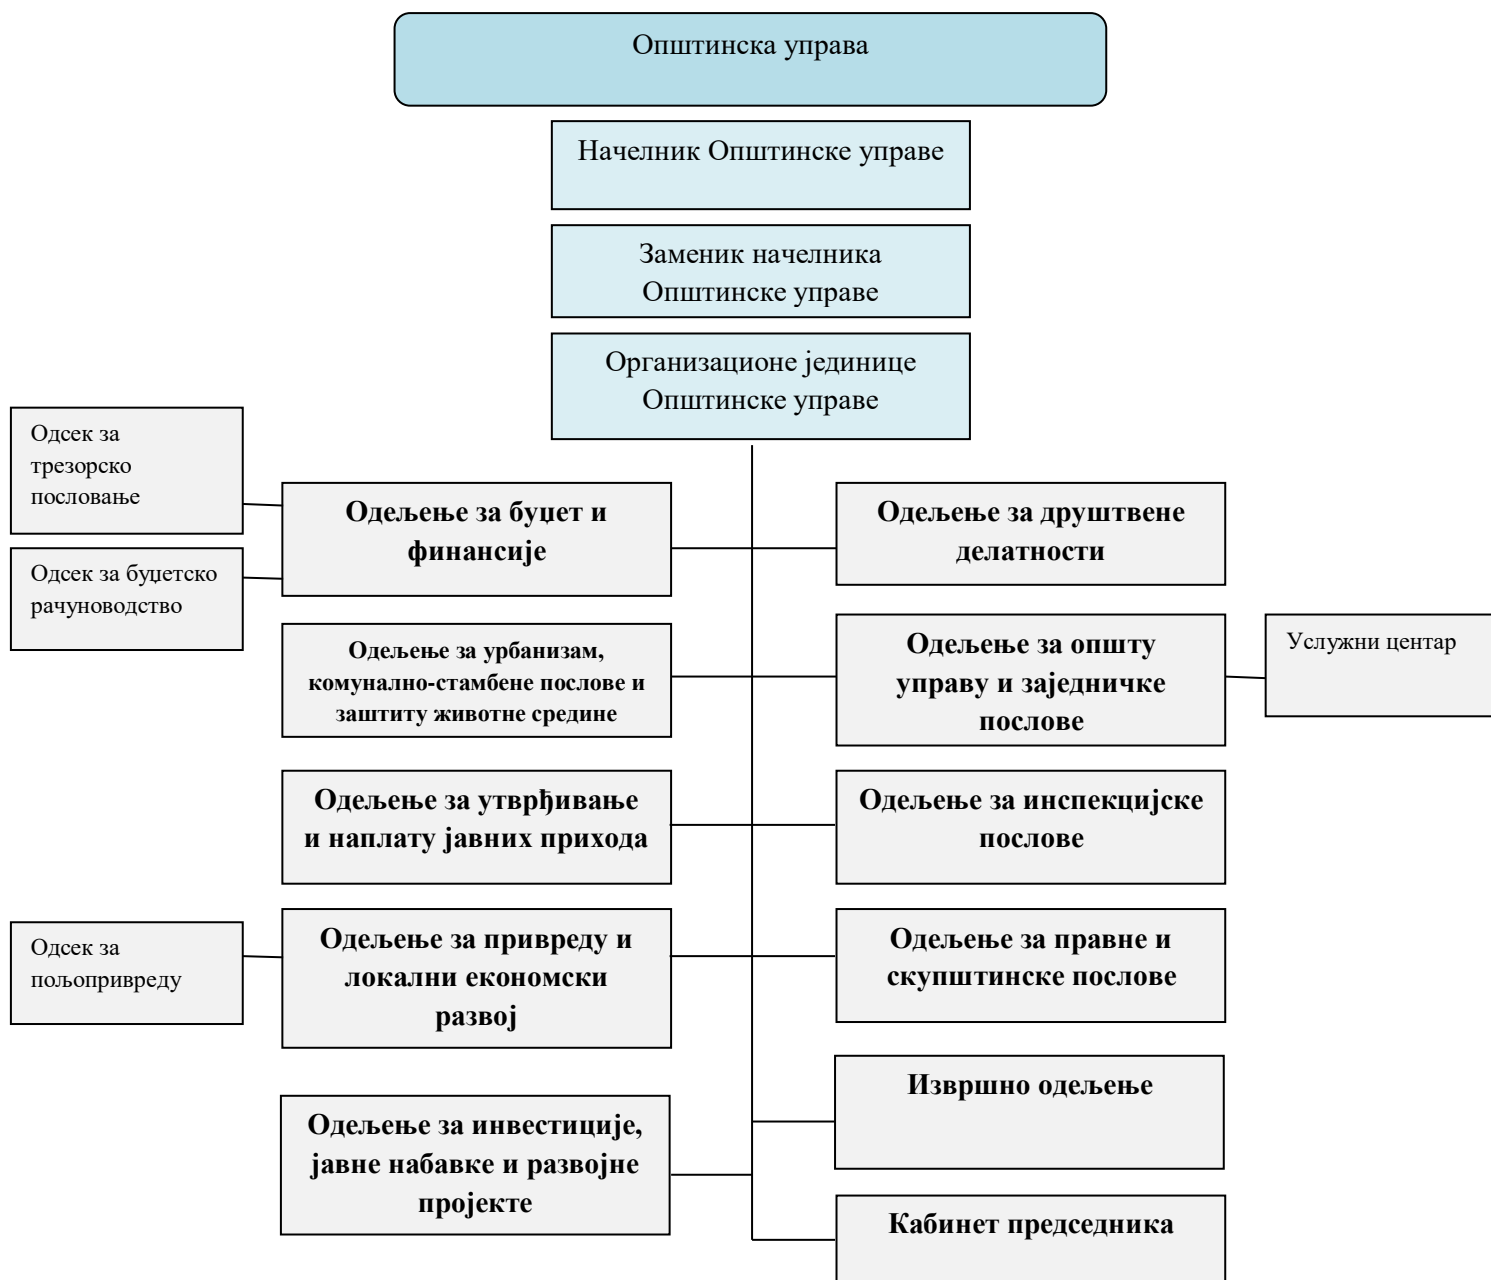 Општинска управа
Начелник Општинске управе
Заменик начелника
Општинске управе
Организационе јединице
Општинске управе
Одсек за
трезорско
пословање
Одељење за буџет и
финансије
Одељење за друштвене
делатности
Одсек за буџетско
рачуноводство
Одељење за урбанизам,
комунално-стамбене послове и
заштиту животне средине
Одељење за општу
управу и заједничке
послове
Услужни центар
Одељење за утврђивање
и наплату јавних прихода
Одељење за инспекцијске
послове
Одсек за
пољопривреду
Одељење за привреду и
локални економски
развој
Одељење за правне и
скупштинске послове
Извршно одељење
Одељење за инвестиције,
јавне набавке и развојне
пројекте
Кабинет председника